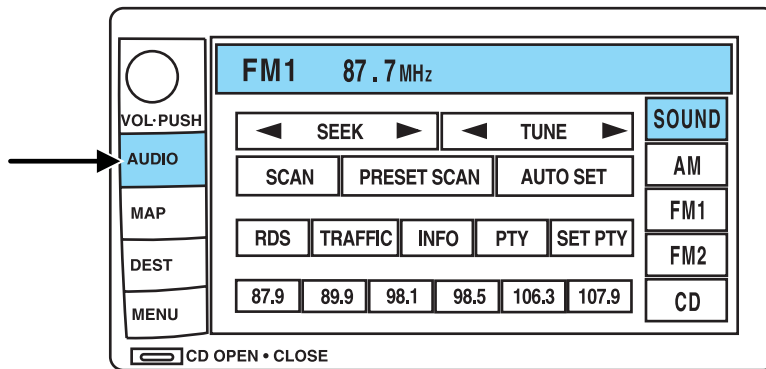 FM1 87.7 MHz
VOL·PUSH
AUDIO
MAP
DEST
MENU
◄ SEEK ►
◄ TUNE ►
SCAN
PRESET SCAN
AUTO SET
RDS
TRAFFIC
INFO
PTY
SET PTY
87.9
89.9
98.1
98.5
106.3
107.9
SOUND
AM
FM1
FM2
CD
CD OPEN • CLOSE